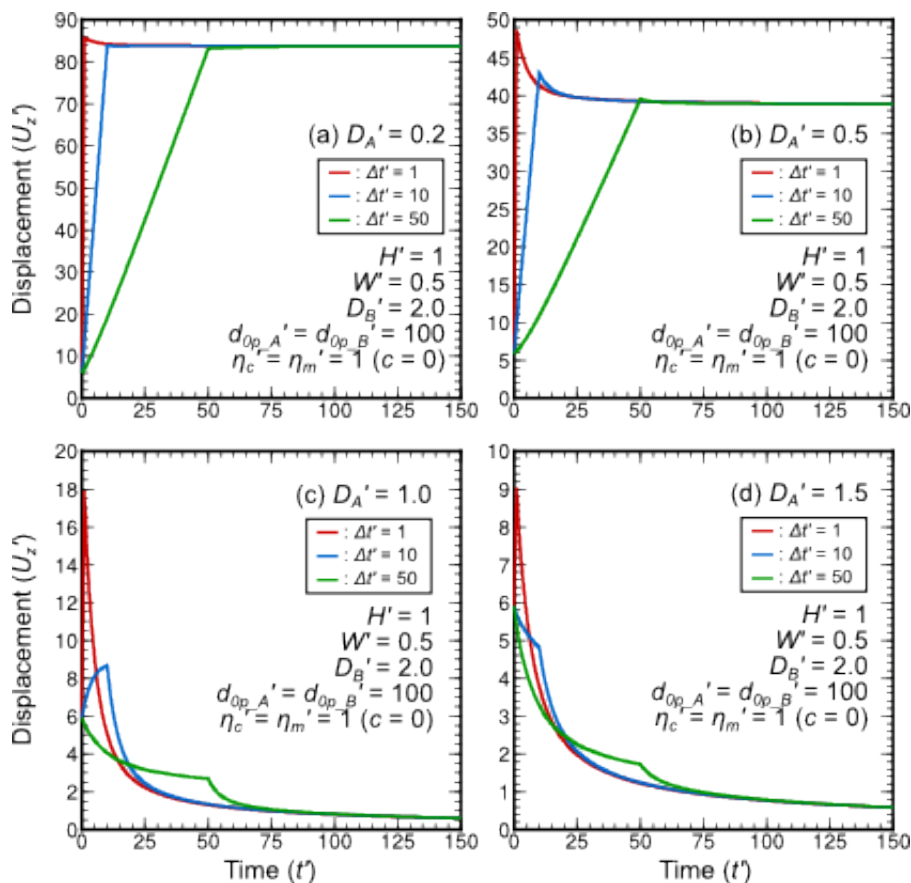 90
80
70
60
50
40
30
20
10
0
0 25 50 75 100 125 150
Displacement (U_z')
(a) D_A' = 0.2
: Δt' = 1
: Δt' = 10
: Δt' = 50
H' = 1
W' = 0.5
D_B' = 2.0
d_0p_A' = d_0p_B' = 100
η_c' = η_m' = 1 (c = 0)
50
45
40
35
30
25
20
15
10
5
0
0 25 50 75 100 125 150
(b) D_A' = 0.5
: Δt' = 1
: Δt' = 10
: Δt' = 50
H' = 1
W' = 0.5
D_B' = 2.0
d_0p_A' = d_0p_B' = 100
η_c' = η_m' = 1 (c = 0)
20
18
16
14
12
10
8
6
4
2
0
0 25 50 75 100 125 150
Displacement (U_z')
Time (t')
(c) D_A' = 1.0
: Δt' = 1
: Δt' = 10
: Δt' = 50
H' = 1
W' = 0.5
D_B' = 2.0
d_0p_A' = d_0p_B' = 100
η_c' = η_m' = 1 (c = 0)
10
9
8
7
6
5
4
3
2
1
0
0 25 50 75 100 125 150
Time (t')
(d) D_A' = 1.5
: Δt' = 1
: Δt' = 10
: Δt' = 50
H' = 1
W' = 0.5
D_B' = 2.0
d_0p_A' = d_0p_B' = 100
η_c' = η_m' = 1 (c = 0)